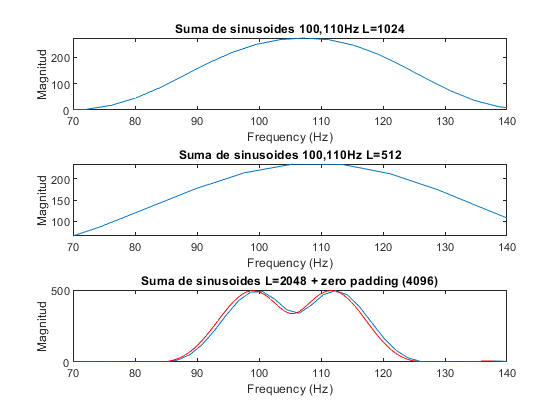 Suma de sinusoides 100,110Hz L=1024
200
100
0
Magnitud
70 80 90 100 110 120 130 140
Frequency (Hz)
Suma de sinusoides 100,110Hz L=512
200
150
100
Magnitud
70 80 90 100 110 120 130 140
Frequency (Hz)
Suma de sinusoides L=2048 + zero padding (4096)
500
0
Magnitud
70 80 90 100 110 120 130 140
Frequency (Hz)